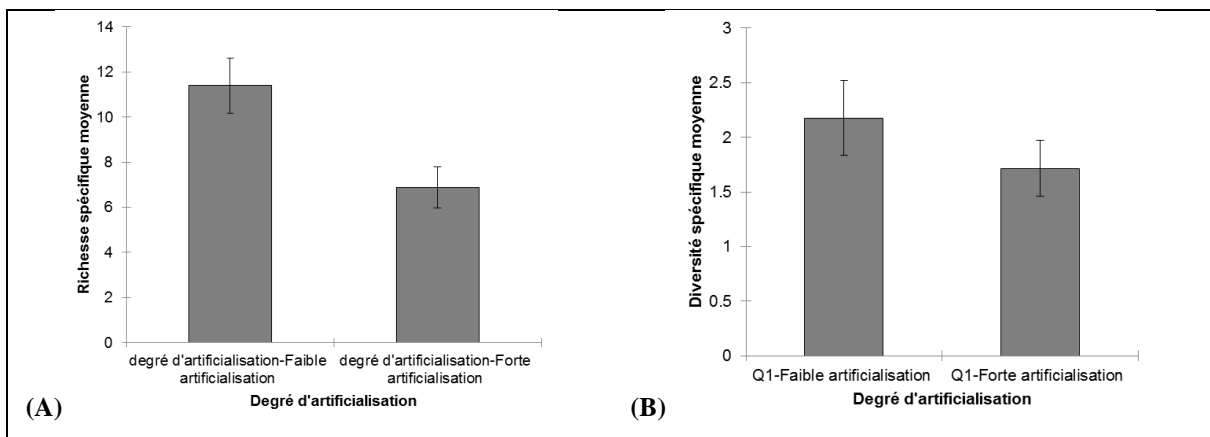 Richesse spécifique moyenne
14
12
10
8
6
4
2
0
degré d'artificialisation-Faible
artificialisation
degré d'artificialisation-Forte
artificialisation
Degré d'artificialisation
(A)
Diversité spécifique moyenne
3
2.5
2
1.5
1
0.5
0
Q1-Faible artificialisation
Q1-Forte artificialisation
Degré d'artificialisation
(B)